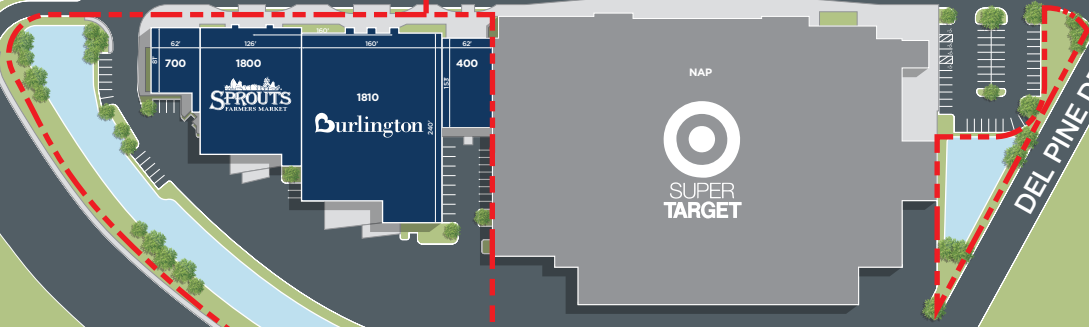 160'
62'
126'
160'
62'
81'
700
1800
400
153'
NAP
SPROUTS
FARMERS MARKET
1810
Burlington
240'
SUPER
TARGET
DEL PINE D